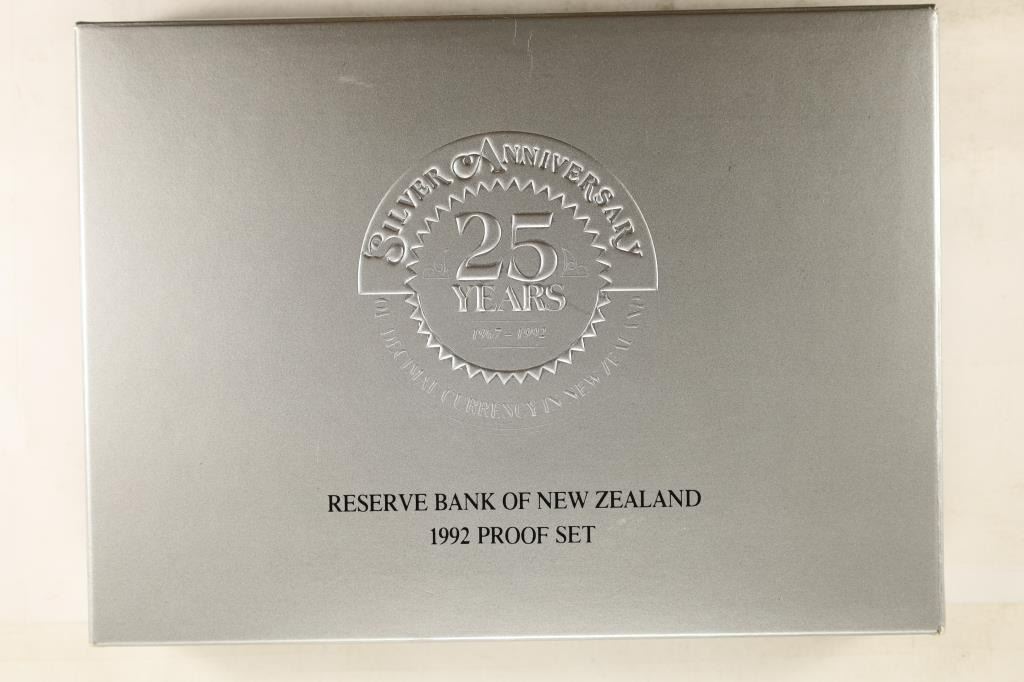 SILVER ANNIVERSARY
25
YEARS
1967 - 1992
OF DECIMAL CURRENCY IN NEW ZEALAND
RESERVE BANK OF NEW ZEALAND
1992 PROOF SET